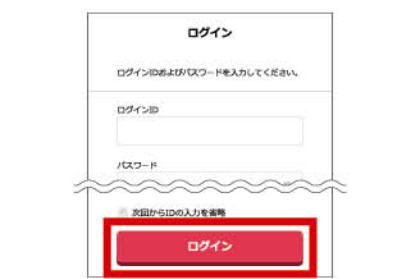 ログイン
ログインIDおよびパスワードを入力してください。
ログインID
パスワード
次回からIDの入力を省略
ログイン